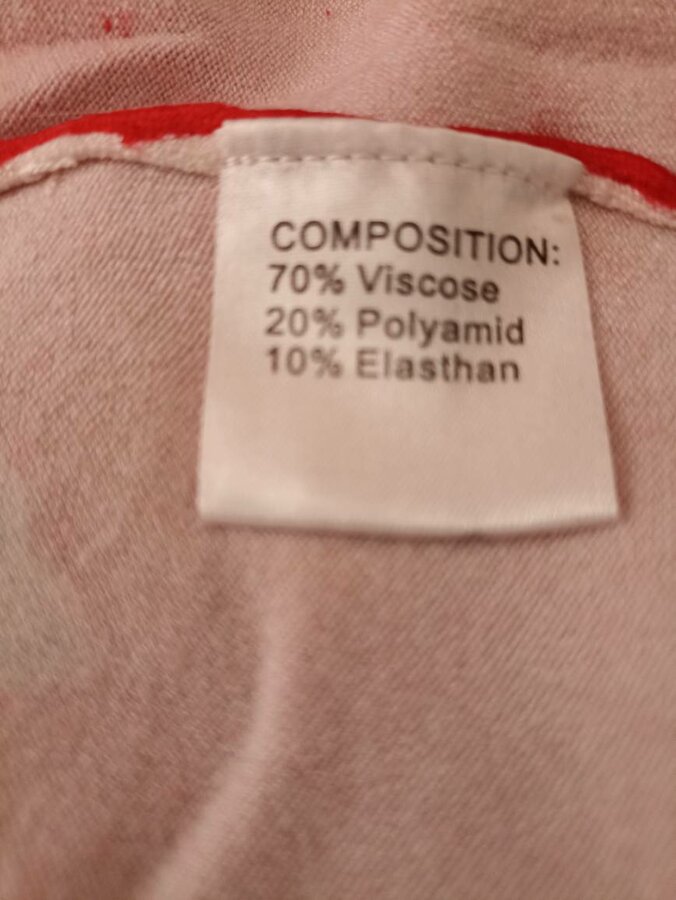 COMPOSITION:
70% Viscose
20% Polyamid
10% Elasthan